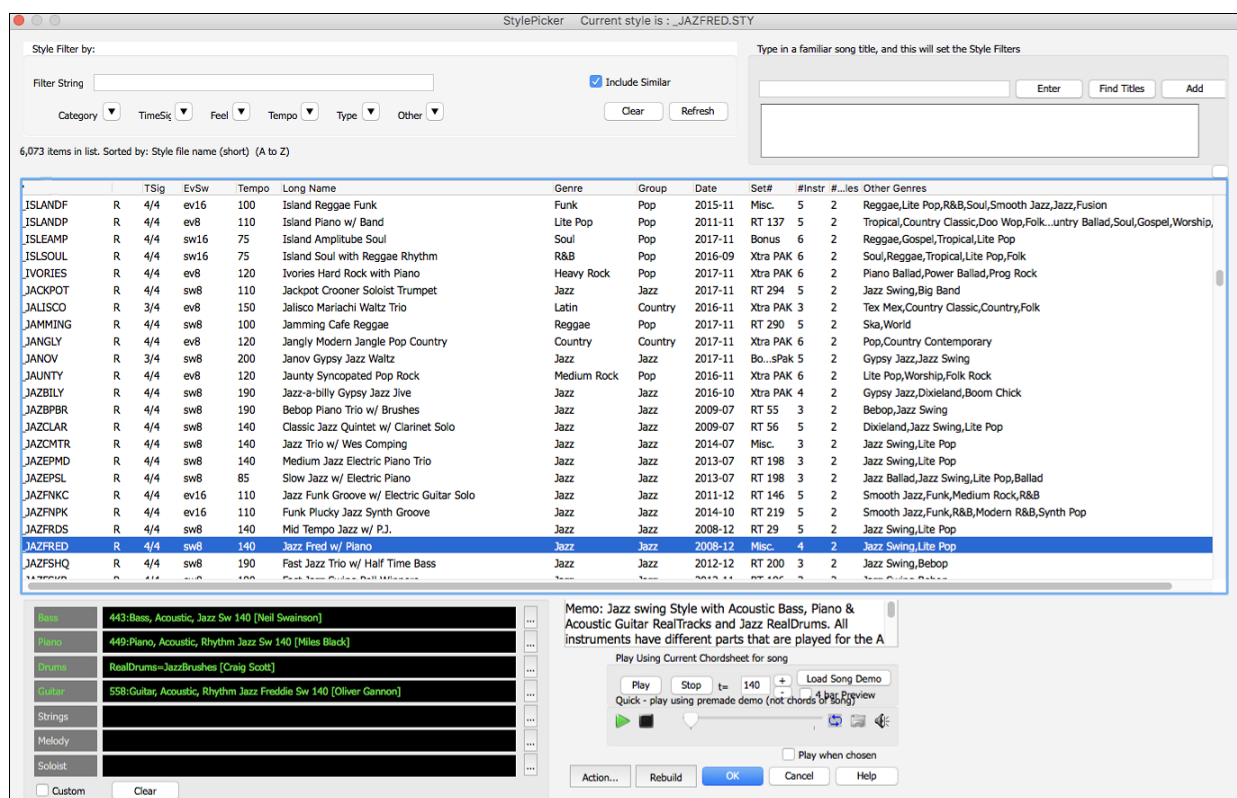 StylePicker Current style is : _JAZFRED.STY
Style Filter by:
Type in a familiar song title, and this will set the Style Filters
Filter String
Include Similar
Enter Find Titles Add
Category TimeSig Feel Tempo Type Other Clear Refresh
6,073 items in list. Sorted by: Style file name (short) (A to Z)
TSig EvSw Tempo Long Name Genre Group Date Set# #Instr #...les Other Genres
_ISLANDF R 4/4 ev16 100 Island Reggae Funk Funk Pop 2015-11 Misc. 5 2 Reggae,Lite Pop,R&B,Soul,Smooth Jazz,Jazz,Fusion
_ISLANDP R 4/4 ev8 110 Island Piano w/ Band Lite Pop Pop 2011-11 RT 137 5 2 Tropical,Country Classic,Doo Wop,Folk...untry Ballad,Soul,Gospel,Worship,
_ISLEAMP R 4/4 sw16 75 Island Amplitube Soul Soul Pop 2017-11 Bonus 6 2 Reggae,Gospel,Tropical,Lite Pop
_ISLSOUL R 4/4 sw16 75 Island Soul with Reggae Rhythm R&B Pop 2016-09 Xtra PAK 6 2 Soul,Reggae,Tropical,Lite Pop,Folk
_IVORIES R 4/4 ev8 120 Ivories Hard Rock with Piano Heavy Rock Pop 2017-11 Xtra PAK 6 2 Piano Ballad,Power Ballad,Prog Rock
_JACKPOT R 4/4 sw8 110 Jackpot Crooner Soloist Trumpet Jazz Jazz 2017-11 RT 294 5 2 Jazz Swing,Big Band
_JALISCO R 3/4 ev8 150 Jalisco Mariachi Waltz Trio Latin Country 2016-11 Xtra PAK 3 2 Tex Mex,Country Classic,Country,Folk
_JAMMING R 4/4 sw8 100 Jamming Cafe Reggae Reggae Pop 2017-11 RT 290 5 2 Ska,World
_JANGLY R 4/4 ev8 120 Jangly Modern Jangle Pop Country Country Country 2017-11 Xtra PAK 6 2 Pop,Country Contemporary
_JANOV R 3/4 sw8 200 Janov Gypsy Jazz Waltz Jazz Jazz 2017-11 Bo...sPak 5 2 Gypsy Jazz,Jazz Swing
_JAUNTY R 4/4 ev8 120 Jaunty Syncopated Pop Rock Medium Rock Pop 2016-11 Xtra PAK 6 2 Lite Pop,Worship,Folk Rock
_JAZBILY R 4/4 sw8 190 Jazz-a-billy Gypsy Jazz Jive Jazz Jazz 2016-10 Xtra PAK 4 2 Gypsy Jazz,Dixieland,Boom Chick
_JAZBPBR R 4/4 sw8 190 Bebop Piano Trio w/ Brushes Jazz Jazz 2009-07 RT 55 3 2 Bebop,Jazz Swing
_JAZCLAR R 4/4 sw8 140 Classic Jazz Quintet w/ Clarinet Solo Jazz Jazz 2009-07 RT 56 5 2 Dixieland,Jazz Swing,Lite Pop
_JAZCMTR R 4/4 sw8 140 Jazz Trio w/ Wes Comping Jazz Jazz 2014-07 Misc. 3 2 Jazz Swing,Lite Pop
_JAZEPMD R 4/4 sw8 140 Medium Jazz Electric Piano Trio Jazz Jazz 2013-07 RT 198 3 2 Jazz Swing,Lite Pop
_JAZEPSL R 4/4 sw8 85 Slow Jazz w/ Electric Piano Jazz Jazz 2013-07 RT 198 3 2 Jazz Ballad,Jazz Swing,Lite Pop,Ballad
_JAZFNKC R 4/4 ev16 110 Jazz Funk Groove w/ Electric Guitar Solo Jazz Jazz 2011-12 RT 146 5 2 Smooth Jazz,Funk,Medium Rock,R&B
_JAZFNPK R 4/4 ev16 110 Funk Plucky Jazz Synth Groove Jazz Jazz 2014-10 RT 219 5 2 Smooth Jazz,Funk,R&B,Modern R&B,Synth Pop
_JAZFRDS R 4/4 sw8 140 Mid Tempo Jazz w/ P.J. Jazz Jazz 2008-12 RT 29 5 2 Jazz Swing,Lite Pop
_JAZFRED R 4/4 sw8 140 Jazz Fred w/ Piano Jazz Jazz 2008-12 Misc. 4 2 Jazz Swing,Lite Pop
_JAZFSHQ R 4/4 sw8 190 Fast Jazz Trio w/ Half Time Bass Jazz Jazz 2012-12 RT 200 3 2 Jazz Swing,Bebop
Bass 443:Bass, Acoustic, Jazz Sw 140 [Neil Swainson] ...
Piano 449:Piano, Acoustic, Rhythm Jazz Sw 140 [Miles Black] ...
Drums RealDrums=JazzBrushes [Craig Scott] ...
Guitar 558:Guitar, Acoustic, Rhythm Jazz Freddie Sw 140 [Oliver Gannon] ...
Strings ...
Melody ...
Soloist ...
Custom Clear
Memo: Jazz swing Style with Acoustic Bass, Piano &
Acoustic Guitar RealTracks and Jazz RealDrums. All
instruments have different parts that are played for the A
Play Using Current Chordsheet for song
Play Stop t= 140 + - Load Song Demo
4 bar Preview
Quick - play using premade demo (not chords of song)
Play when chosen
Action... Rebuild OK Cancel Help